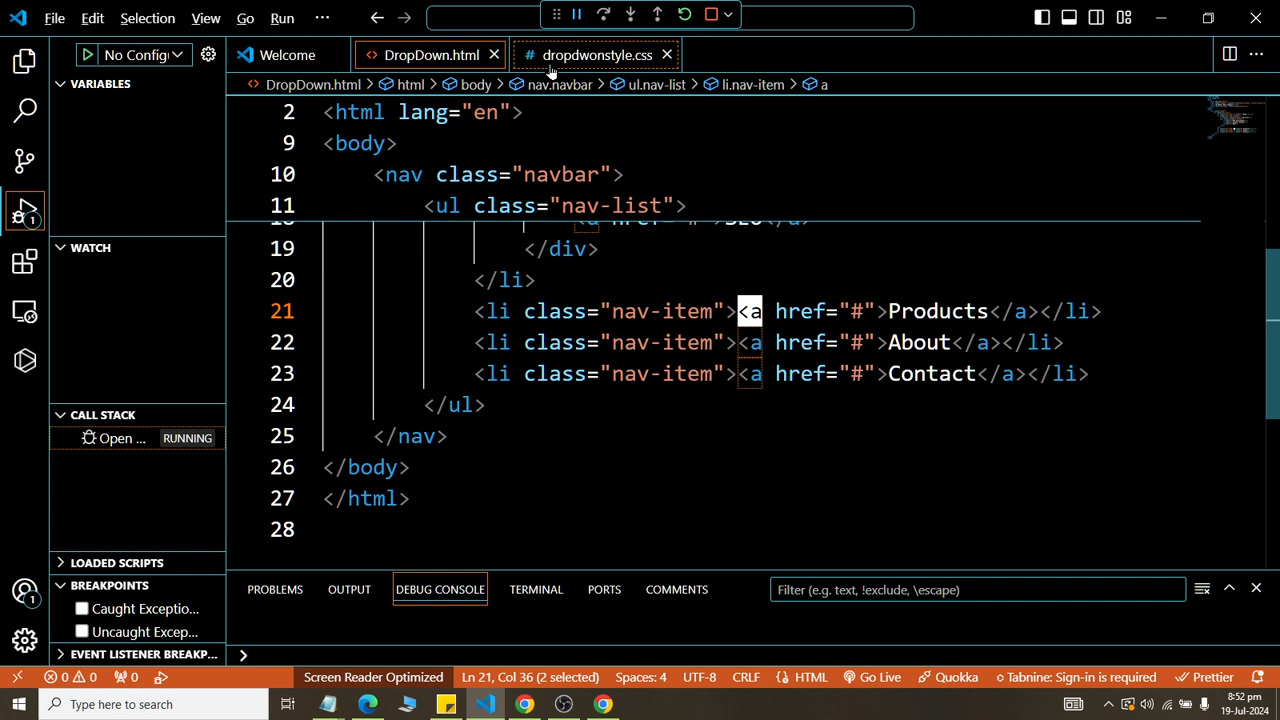 File Edit Selection View Go Run ···
No Config
Welcome
DropDown.html
# dropdwonstyle.css
DropDown.html > html > body > nav.navbar > ul.nav-list > li.nav-item > a
VARIABLES
WATCH
CALL STACK
Open ... RUNNING
LOADED SCRIPTS
BREAKPOINTS
Caught Exceptio...
Uncaught Excep...
EVENT LISTENER BREAKP...
1
1
2 <html lang="en">
9 <body>
10 <nav class="navbar">
11 <ul class="nav-list">
18 <a href="#">SEO</a>
19 </div>
20 </li>
21 <li class="nav-item"><a href="#">Products</a></li>
22 <li class="nav-item"><a href="#">About</a></li>
23 <li class="nav-item"><a href="#">Contact</a></li>
24 </ul>
25 </nav>
26 </body>
27 </html>
28
PROBLEMS OUTPUT DEBUG CONSOLE TERMINAL PORTS COMMENTS
Filter (e.g. text, !exclude, \escape)
0 0 0 Screen Reader Optimized Ln 21, Col 36 (2 selected) Spaces: 4 UTF-8 CRLF {} HTML Go Live Quokka Tabnine: Sign-in is required Prettier
Type here to search
8:52 pm
19-Jul-2024